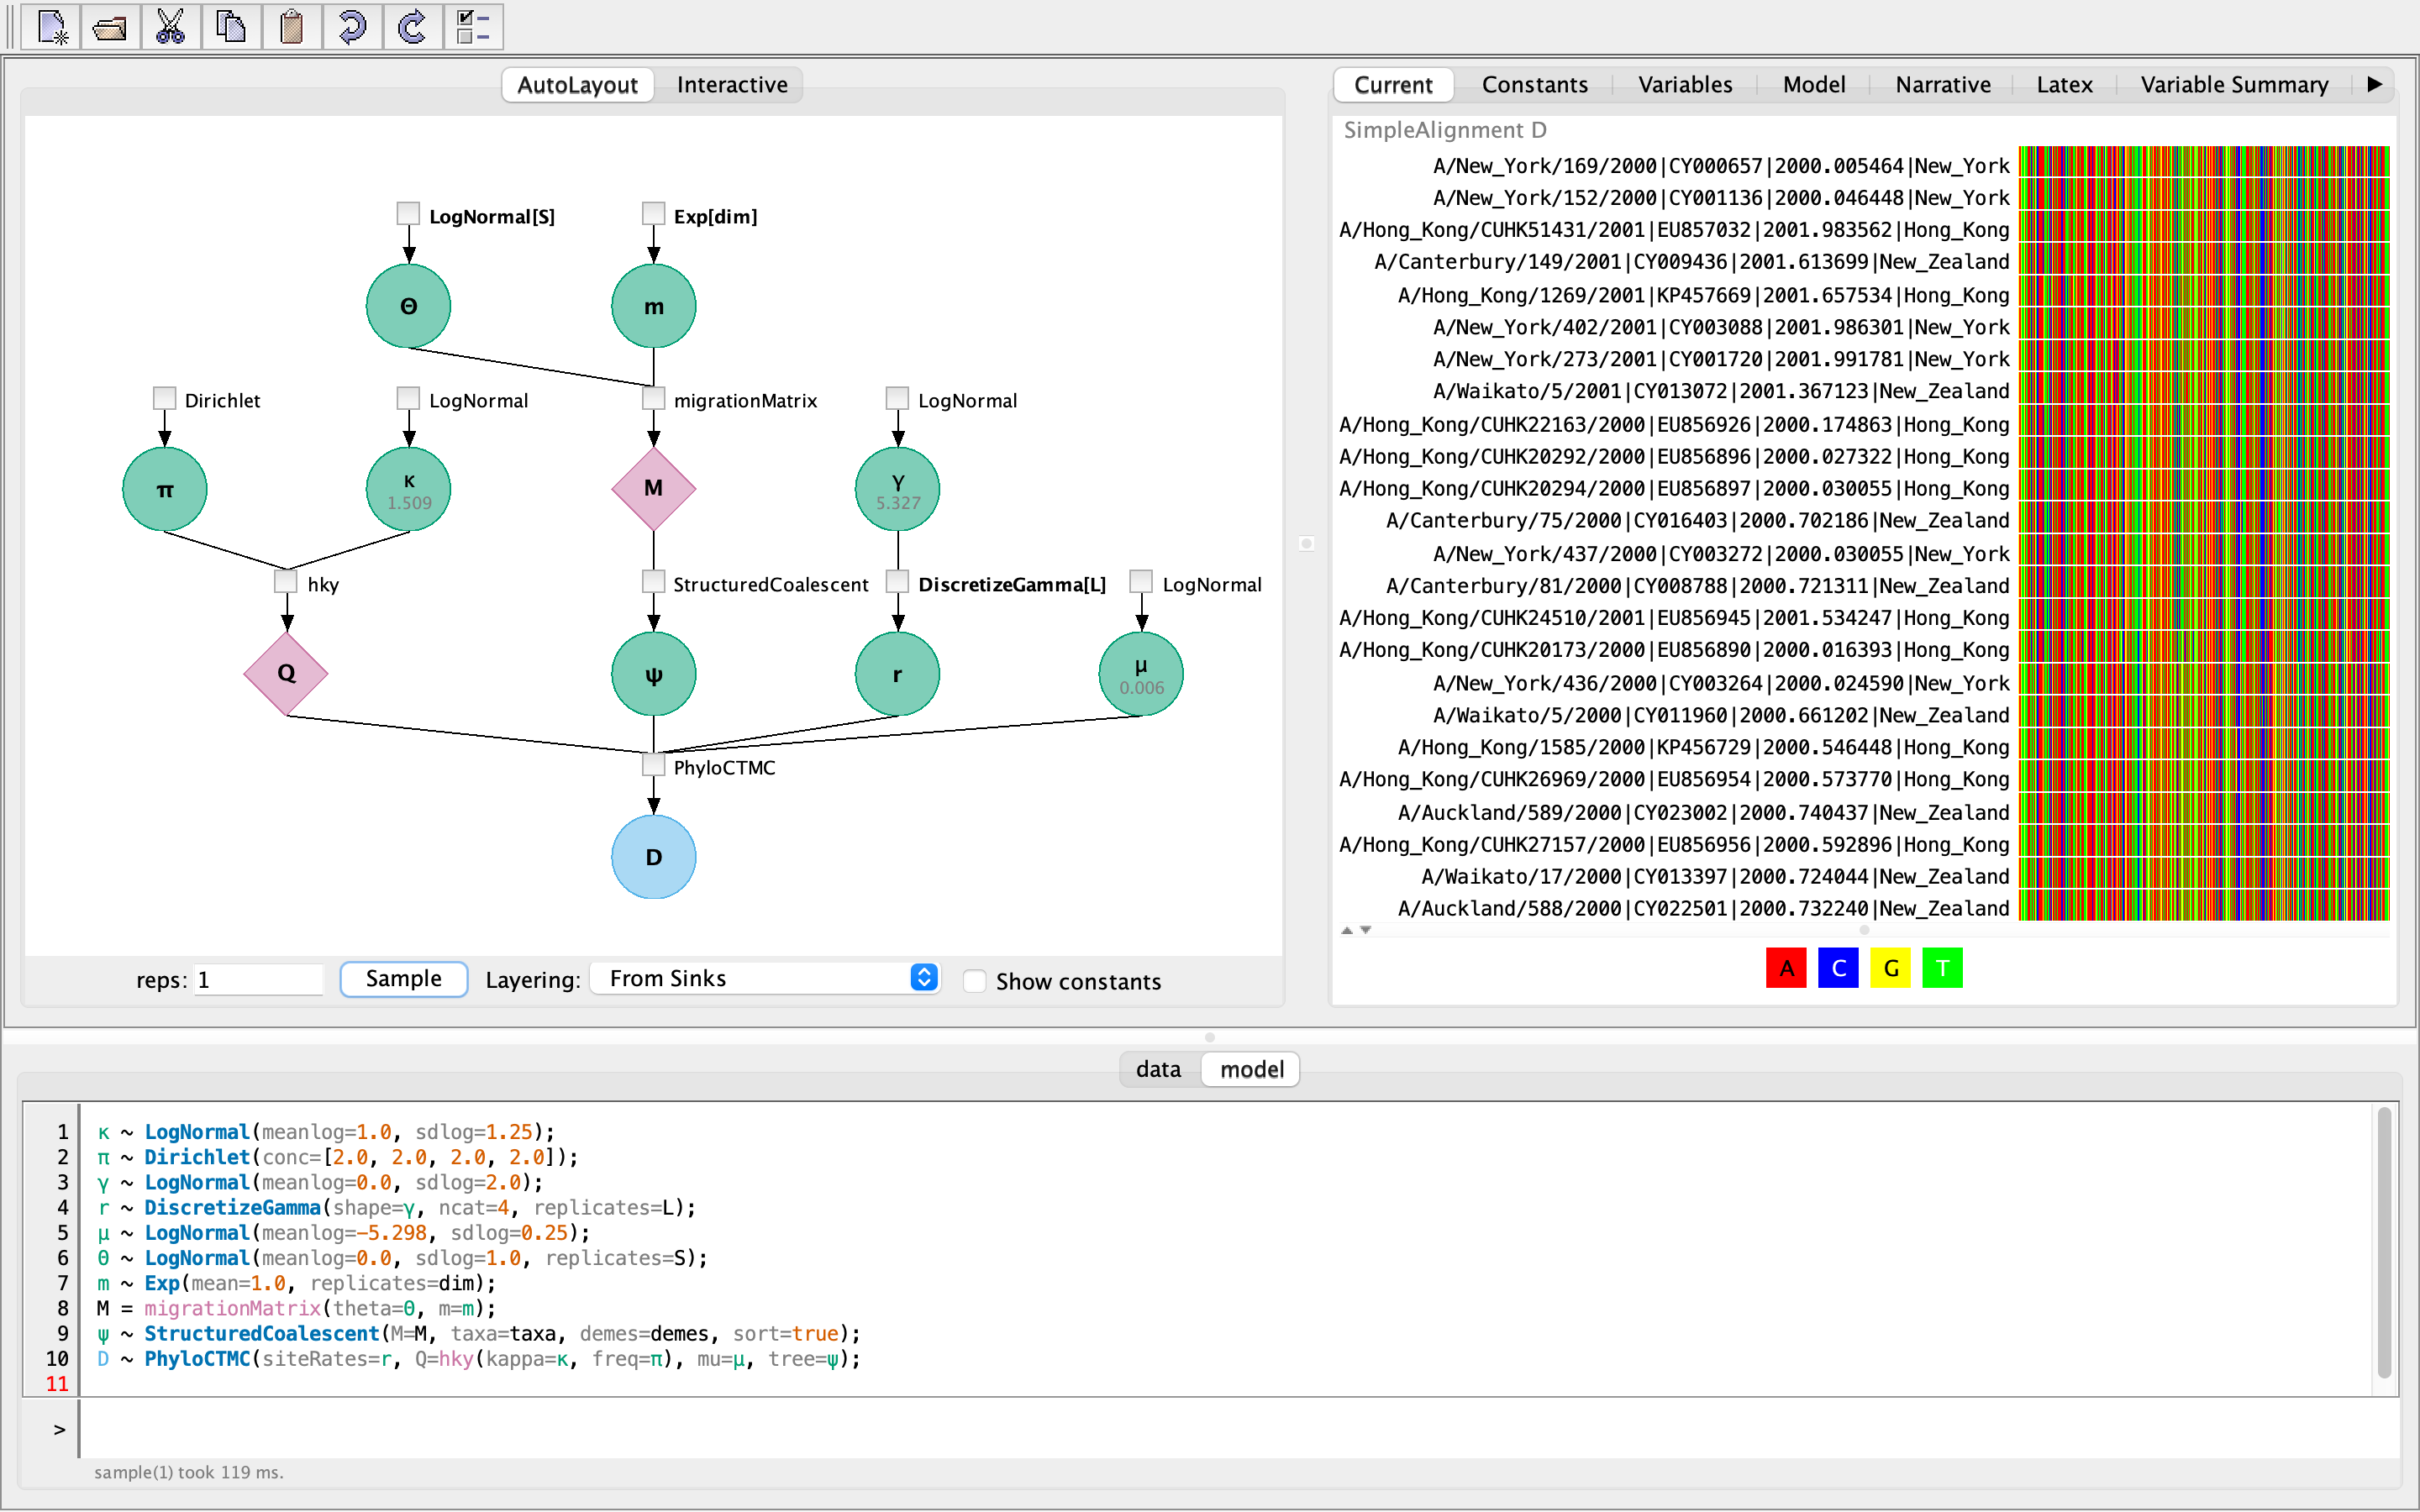 AutoLayout Interactive
Current Constants Variables Model Narrative Latex Variable Summary
LogNormal[S] Exp[dim]
Θ m
Dirichlet LogNormal migrationMatrix LogNormal
π κ M γ
1.509 5.327
hky StructuredCoalescent DiscretizeGamma[L] LogNormal
Q ψ r μ
0.006
PhyloCTMC
D
reps: 1 Sample Layering: From Sinks Show constants
SimpleAlignment D
A/New_York/169/2000|CY000657|2000.005464|New_York
A/New_York/152/2000|CY001136|2000.046448|New_York
A/Hong_Kong/CUHK51431/2001|EU857032|2001.983562|Hong_Kong
A/Canterbury/149/2001|CY009436|2001.613699|New_Zealand
A/Hong_Kong/1269/2001|KP457669|2001.657534|Hong_Kong
A/New_York/402/2001|CY003088|2001.986301|New_York
A/New_York/273/2001|CY001720|2001.991781|New_York
A/Waikato/5/2001|CY013072|2001.367123|New_Zealand
A/Hong_Kong/CUHK22163/2000|EU856926|2000.174863|Hong_Kong
A/Hong_Kong/CUHK20292/2000|EU856896|2000.027322|Hong_Kong
A/Hong_Kong/CUHK20294/2000|EU856897|2000.030055|Hong_Kong
A/Canterbury/75/2000|CY016403|2000.702186|New_Zealand
A/New_York/437/2000|CY003272|2000.030055|New_York
A/Canterbury/81/2000|CY008788|2000.721311|New_Zealand
A/Hong_Kong/CUHK24510/2001|EU856945|2001.534247|Hong_Kong
A/Hong_Kong/CUHK20173/2000|EU856890|2000.016393|Hong_Kong
A/New_York/436/2000|CY003264|2000.024590|New_York
A/Waikato/5/2000|CY011960|2000.661202|New_Zealand
A/Hong_Kong/1585/2000|KP456729|2000.546448|Hong_Kong
A/Hong_Kong/CUHK26969/2000|EU856954|2000.573770|Hong_Kong
A/Auckland/589/2000|CY023002|2000.740437|New_Zealand
A/Hong_Kong/CUHK27157/2000|EU856956|2000.592896|Hong_Kong
A/Waikato/17/2000|CY013397|2000.724044|New_Zealand
A/Auckland/588/2000|CY022501|2000.732240|New_Zealand
A C G T
data model
1 κ ~ LogNormal(meanlog=1.0, sdlog=1.25);
2 π ~ Dirichlet(conc=[2.0, 2.0, 2.0, 2.0]);
3 γ ~ LogNormal(meanlog=0.0, sdlog=2.0);
4 r ~ DiscretizeGamma(shape=γ, ncat=4, replicates=L);
5 μ ~ LogNormal(meanlog=-5.298, sdlog=0.25);
6 Θ ~ LogNormal(meanlog=0.0, sdlog=1.0, replicates=S);
7 m ~ Exp(mean=1.0, replicates=dim);
8 M = migrationMatrix(theta=Θ, m=m);
9 ψ ~ StructuredCoalescent(M=M, taxa=taxa, demes=demes, sort=true);
10 D ~ PhyloCTMC(siteRates=r, Q=hky(kappa=κ, freq=π), mu=μ, tree=ψ);
11
>
sample(1) took 119 ms.